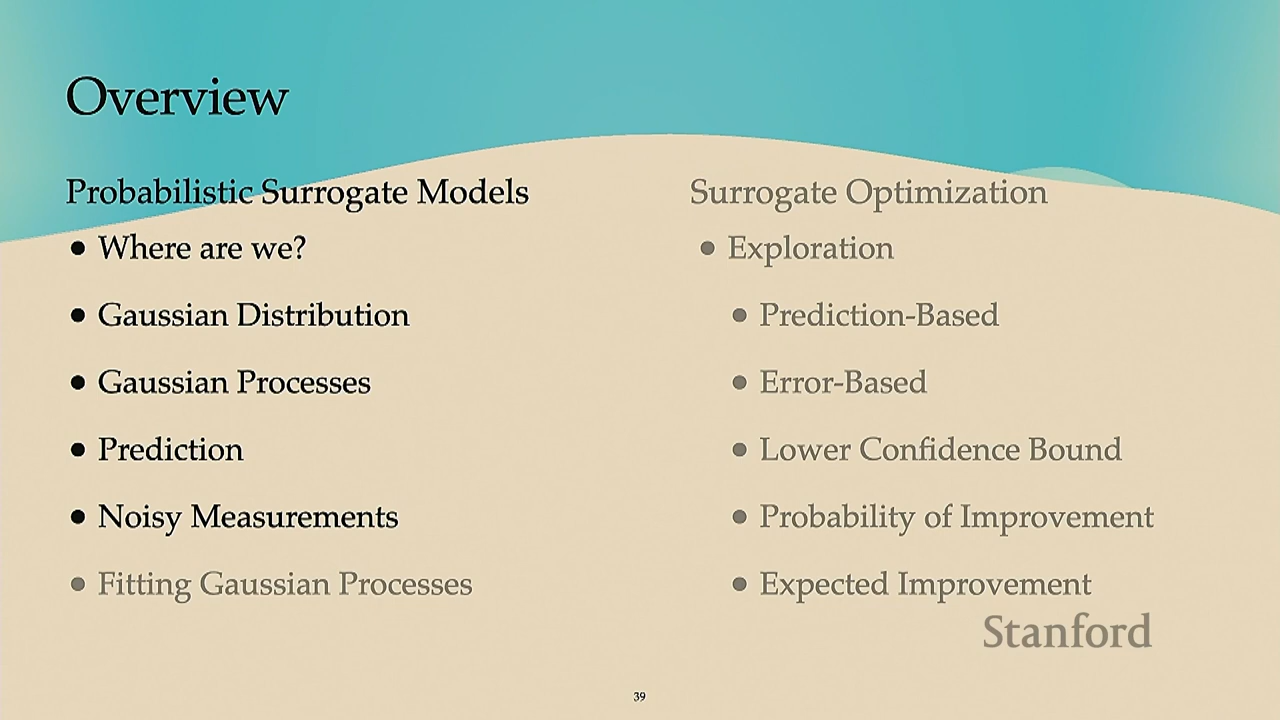 Overview
Probabilistic Surrogate Models
• Where are we?
• Gaussian Distribution
• Gaussian Processes
• Prediction
• Noisy Measurements
• Fitting Gaussian Processes
Surrogate Optimization
• Exploration
• Prediction-Based
• Error-Based
• Lower Confidence Bound
• Probability of Improvement
• Expected Improvement
Stanford
39